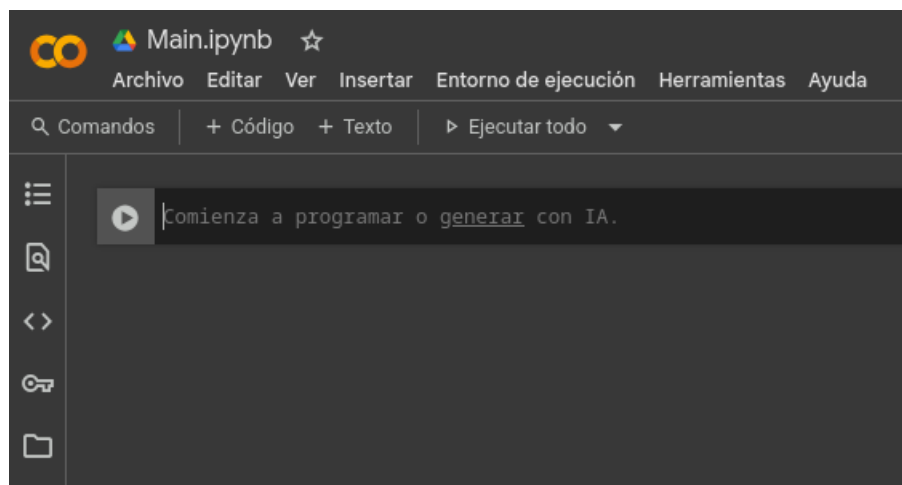 Main.ipynb
Archivo Editar Ver Insertar Entorno de ejecución Herramientas Ayuda
Comandos + Código + Texto Ejecutar todo
Comienza a programar o generar con IA.